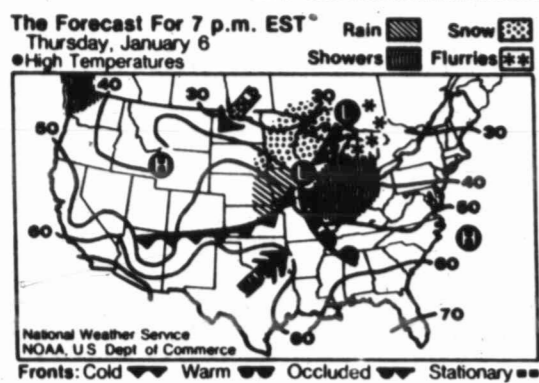 The Forecast For 7 p.m. EST
Thursday, January 6
●High Temperatures
Rain Snow
Showers Flurries
40
30
30
50
30
H
L
L
40
50
60
H
60
70
60
National Weather Service
NOAA, U S Dept of Commerce
Fronts: Cold Warm Occluded Stationary